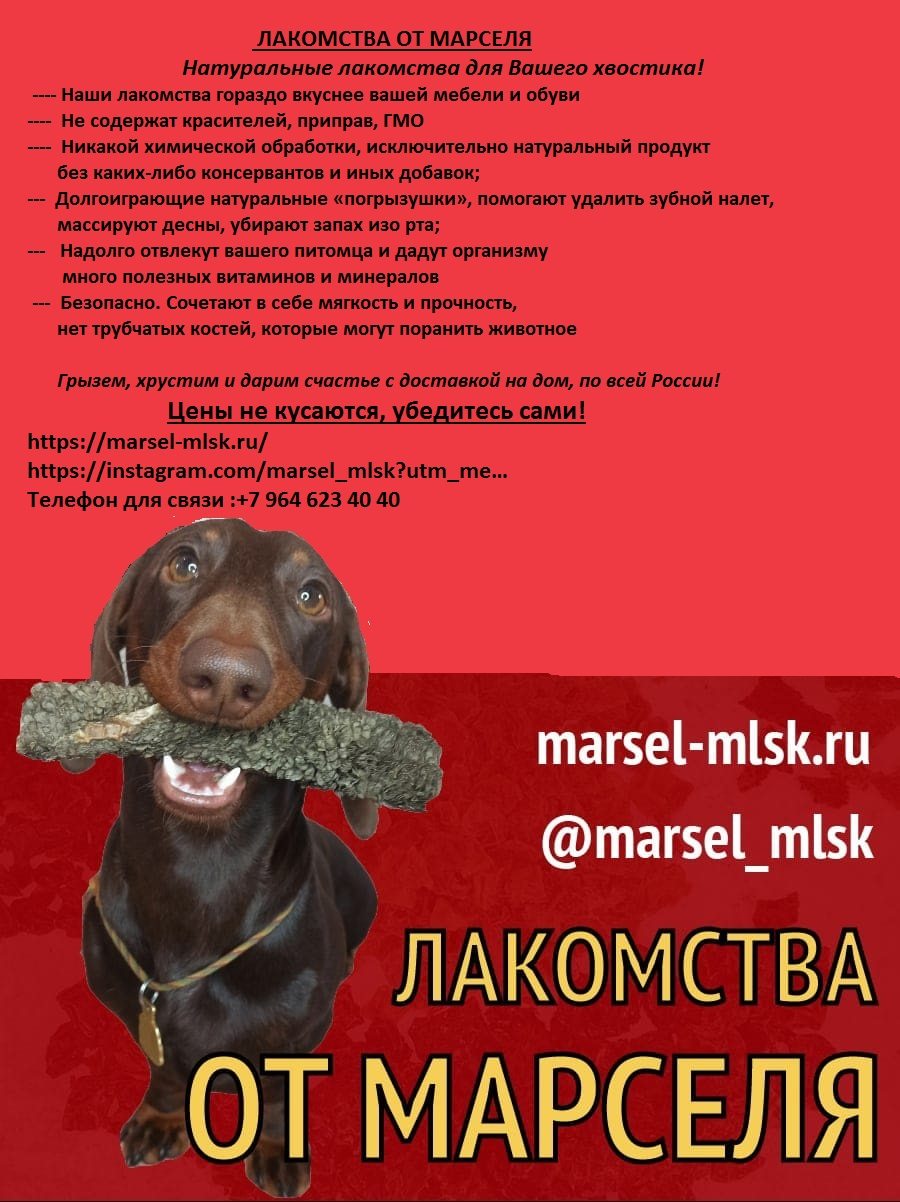 ЛАКОМСТВА ОТ МАРСЕЛЯ
Натуральные лакомства для Вашего хвостика!
---- Наши лакомства гораздо вкуснее вашей мебели и обуви
---- Не содержат красителей, приправ, ГМО
---- Никакой химической обработки, исключительно натуральный продукт
без каких-либо консервантов и иных добавок;
--- Долгоиграющие натуральные «погрызушки», помогают удалить зубной налет,
массируют десны, убирают запах изо рта;
--- Надолго отвлекут вашего питомца и дадут организму
много полезных витаминов и минералов
--- Безопасно. Сочетают в себе мягкость и прочность,
нет трубчатых костей, которые могут поранить животное
Грызем, хрустим и дарим счастье с доставкой на дом, по всей России!
Цены не кусаются, убедитесь сами!
https://marsel-mlsk.ru/
https://instagram.com/marsel_mlsk?utm_me...
Телефон для связи :+7 964 623 40 40
marsel-mlsk.ru
@marsel_mlsk
ЛАКОМСТВА
ОТ МАРСЕЛЯ